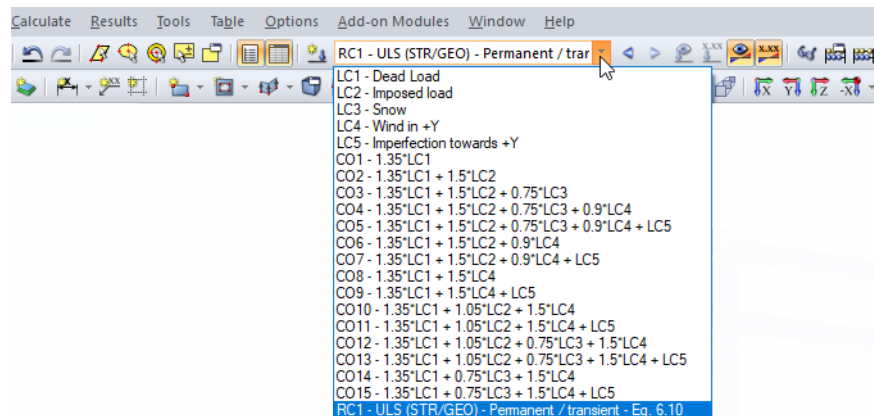 Calculate Results Tools Table Options Add-on Modules Window Help
RC1 - ULS (STR/GEO) - Permanent / trar
X.XX
X.XX
XX
X Y Z -X
LC1 - Dead Load
LC2 - Imposed load
LC3 - Snow
LC4 - Wind in +Y
LC5 - Imperfection towards +Y
CO1 - 1.35*LC1
CO2 - 1.35*LC1 + 1.5*LC2
CO3 - 1.35*LC1 + 1.5*LC2 + 0.75*LC3
CO4 - 1.35*LC1 + 1.5*LC2 + 0.75*LC3 + 0.9*LC4
CO5 - 1.35*LC1 + 1.5*LC2 + 0.75*LC3 + 0.9*LC4 + LC5
CO6 - 1.35*LC1 + 1.5*LC2 + 0.9*LC4
CO7 - 1.35*LC1 + 1.5*LC2 + 0.9*LC4 + LC5
CO8 - 1.35*LC1 + 1.5*LC4
CO9 - 1.35*LC1 + 1.5*LC4 + LC5
CO10 - 1.35*LC1 + 1.05*LC2 + 1.5*LC4
CO11 - 1.35*LC1 + 1.05*LC2 + 1.5*LC4 + LC5
CO12 - 1.35*LC1 + 1.05*LC2 + 0.75*LC3 + 1.5*LC4
CO13 - 1.35*LC1 + 1.05*LC2 + 0.75*LC3 + 1.5*LC4 + LC5
CO14 - 1.35*LC1 + 0.75*LC3 + 1.5*LC4
CO15 - 1.35*LC1 + 0.75*LC3 + 1.5*LC4 + LC5
RC1 - ULS (STR/GEO) - Permanent / transient - Eq. 6.10